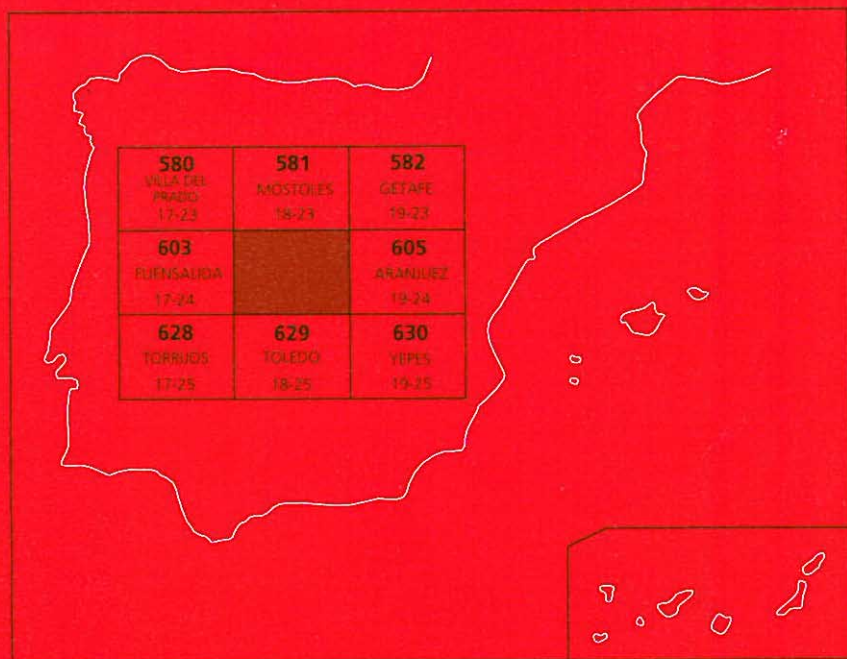 580
VILLA DEL
PRADO
17-23
581
MOSTOLES
18-23
582
GETAFE
19-23
603
FUENSALIDA
17-24
605
ARANJUEZ
19-24
628
TORRIJOS
17-25
629
TOLEDO
18-25
630
YEPES
19-25